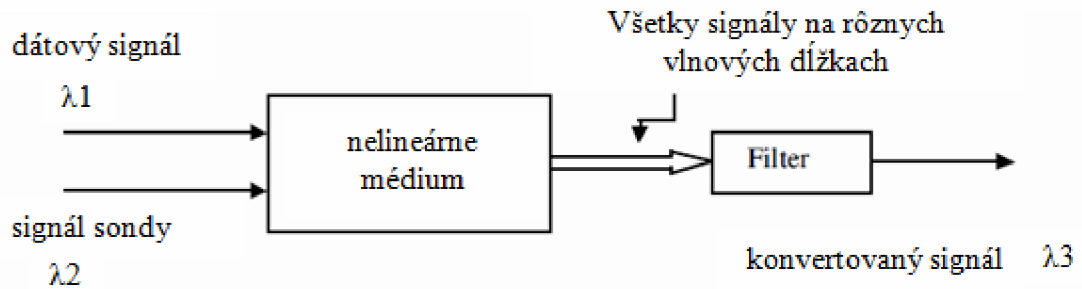 dátový signál
λ1
signál sondy
λ2
nelineárne
médium
Všetky signály na rôznych
vlnových dĺžkach
Filter
konvertovaný signál λ3